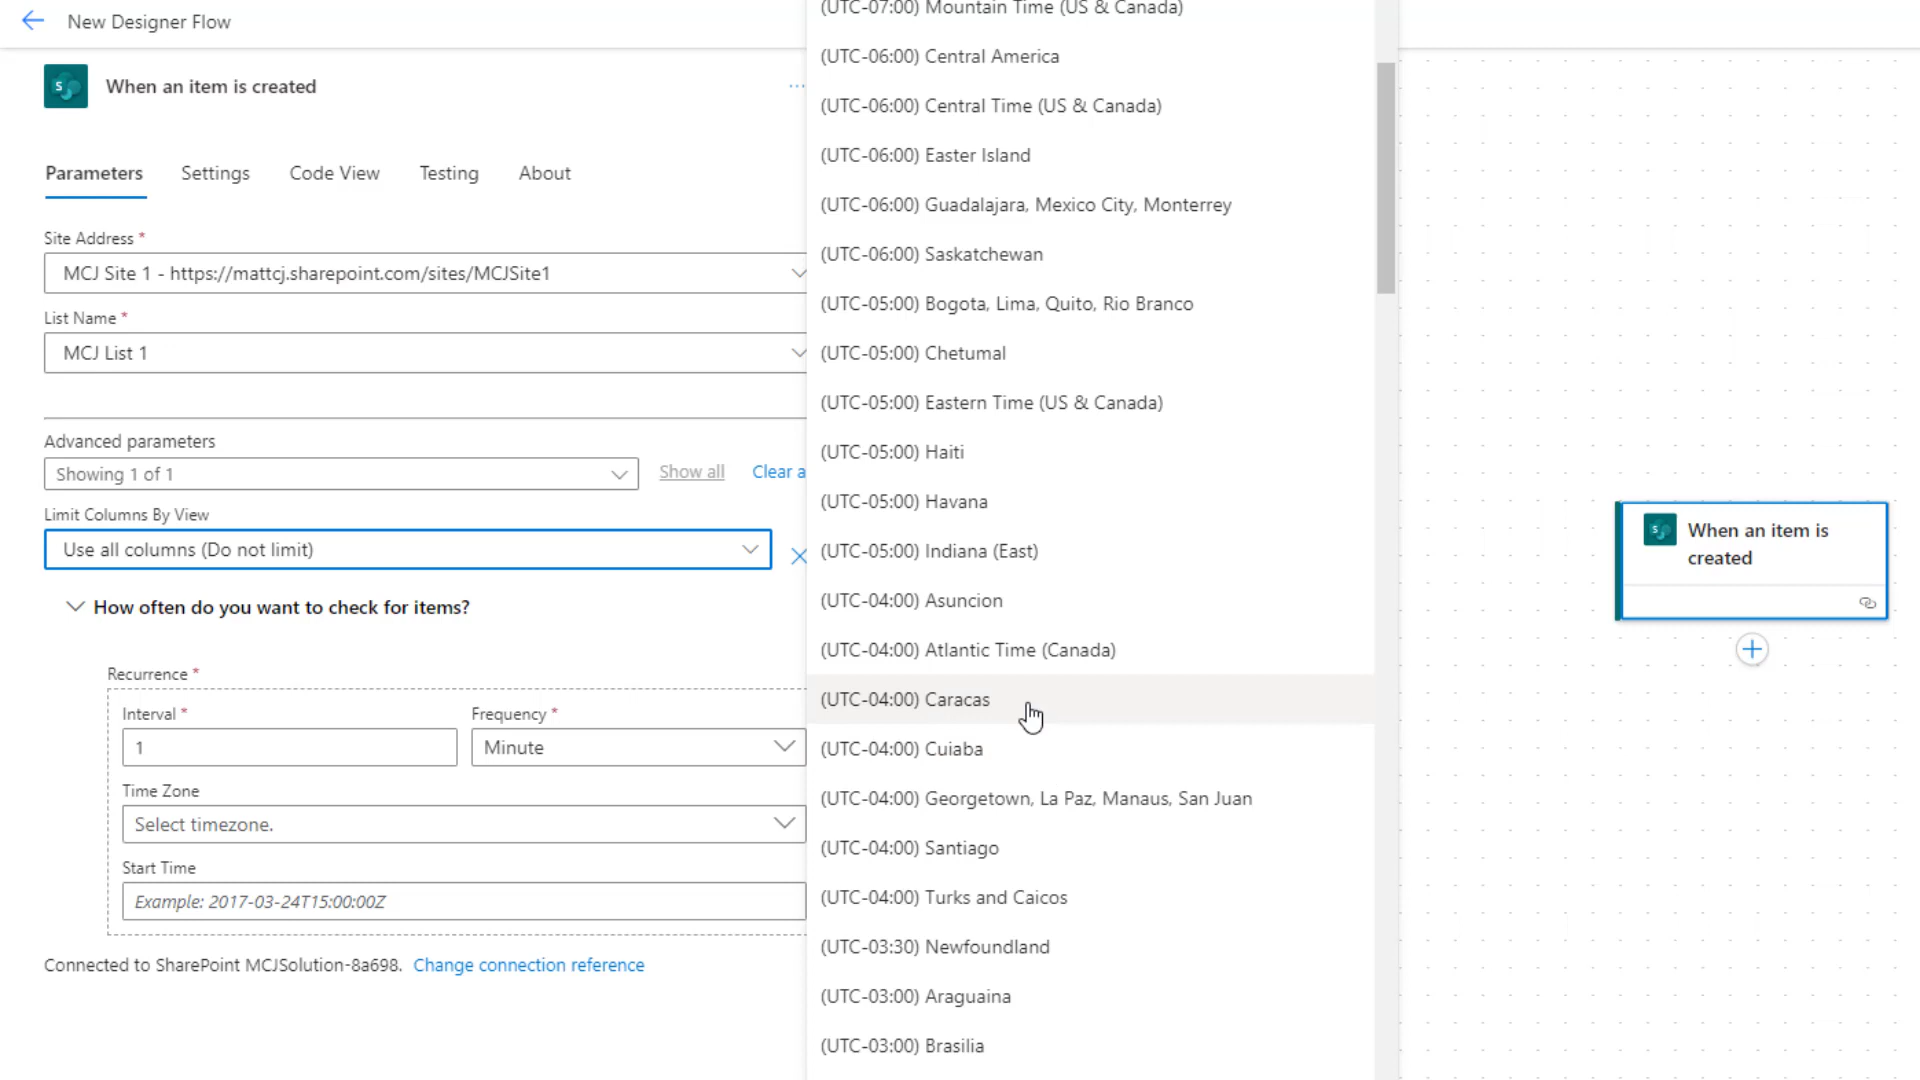 New Designer Flow
When an item is created
...
Parameters
Settings
Code View
Testing
About
Site Address *
MCJ Site 1 - https://mattcj.sharepoint.com/sites/MCJSite1
List Name *
MCJ List 1
Advanced parameters
Showing 1 of 1
Show all
Clear a
Limit Columns By View
Use all columns (Do not limit)
How often do you want to check for items?
Recurrence *
Interval *
Frequency *
1
Minute
Time Zone
Select timezone.
Start Time
Example: 2017-03-24T15:00:00Z
Connected to SharePoint MCJSolution-8a698. Change connection reference
(UTC-07:00) Mountain Time (US & Canada)
(UTC-06:00) Central America
(UTC-06:00) Central Time (US & Canada)
(UTC-06:00) Easter Island
(UTC-06:00) Guadalajara, Mexico City, Monterrey
(UTC-06:00) Saskatchewan
(UTC-05:00) Bogota, Lima, Quito, Rio Branco
(UTC-05:00) Chetumal
(UTC-05:00) Eastern Time (US & Canada)
(UTC-05:00) Haiti
(UTC-05:00) Havana
(UTC-05:00) Indiana (East)
(UTC-04:00) Asuncion
(UTC-04:00) Atlantic Time (Canada)
(UTC-04:00) Caracas
(UTC-04:00) Cuiaba
(UTC-04:00) Georgetown, La Paz, Manaus, San Juan
(UTC-04:00) Santiago
(UTC-04:00) Turks and Caicos
(UTC-03:30) Newfoundland
(UTC-03:00) Araguaina
(UTC-03:00) Brasilia
When an item is
created